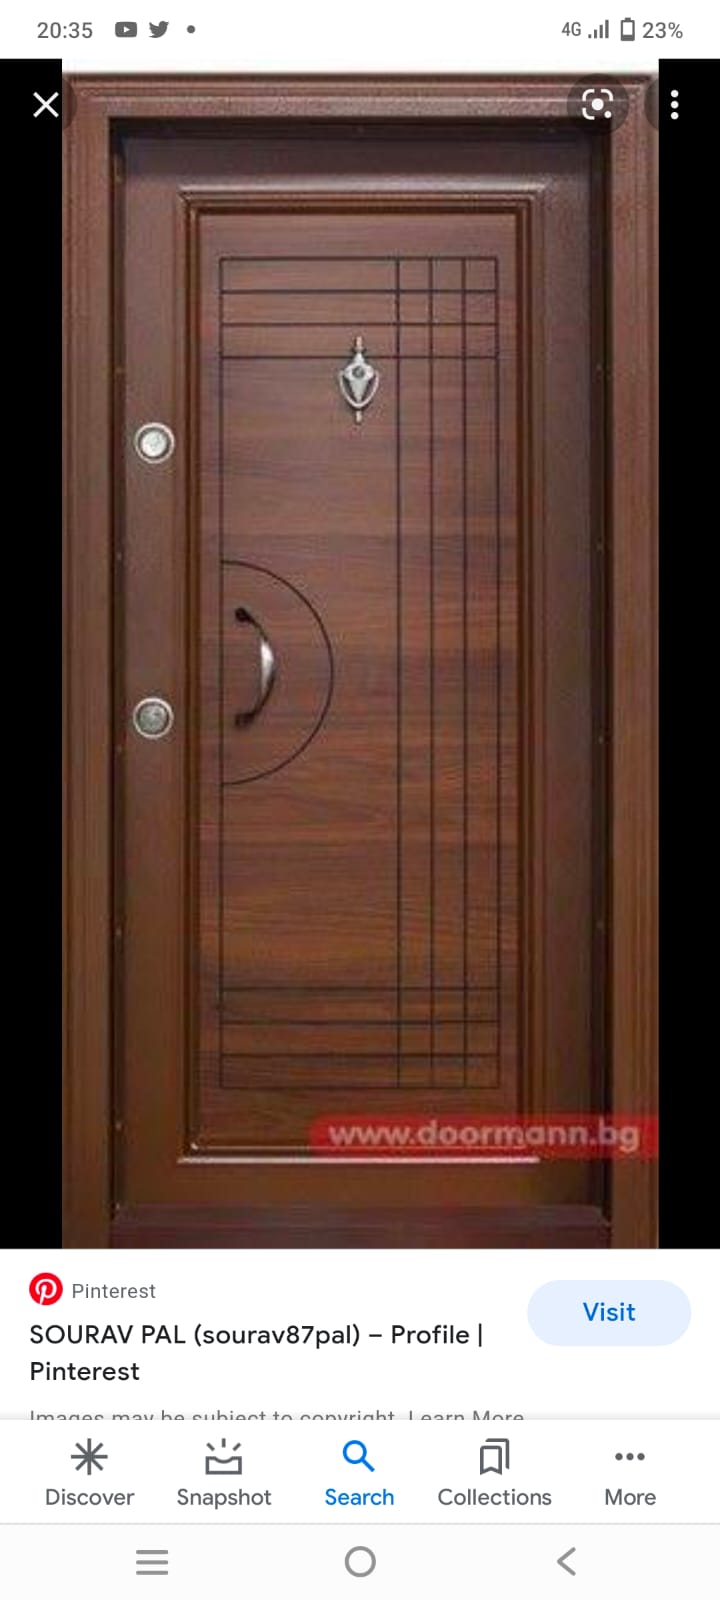 20:35
4G
23%
www.doormann.bg
Pinterest
SOURAV PAL (sourav87pal) – Profile |
Pinterest
Visit
Images may be subject to copyright. Learn More
Discover
Snapshot
Search
Collections
More